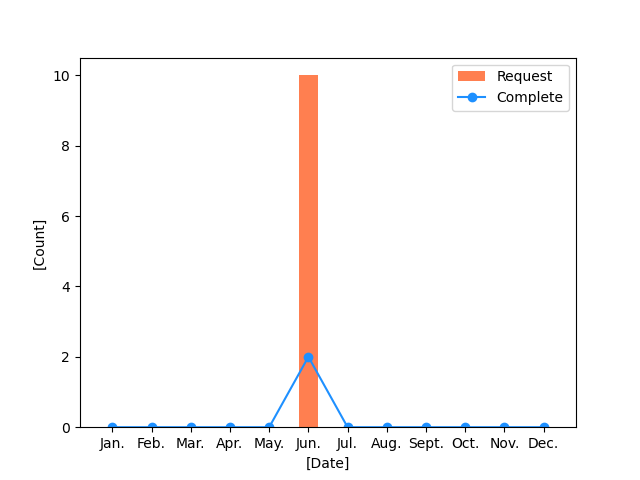 Request
Complete
10
8
6
4
2
0
[Count]
Jan. Feb. Mar. Apr. May. Jun. Jul. Aug. Sept. Oct. Nov. Dec.
[Date]